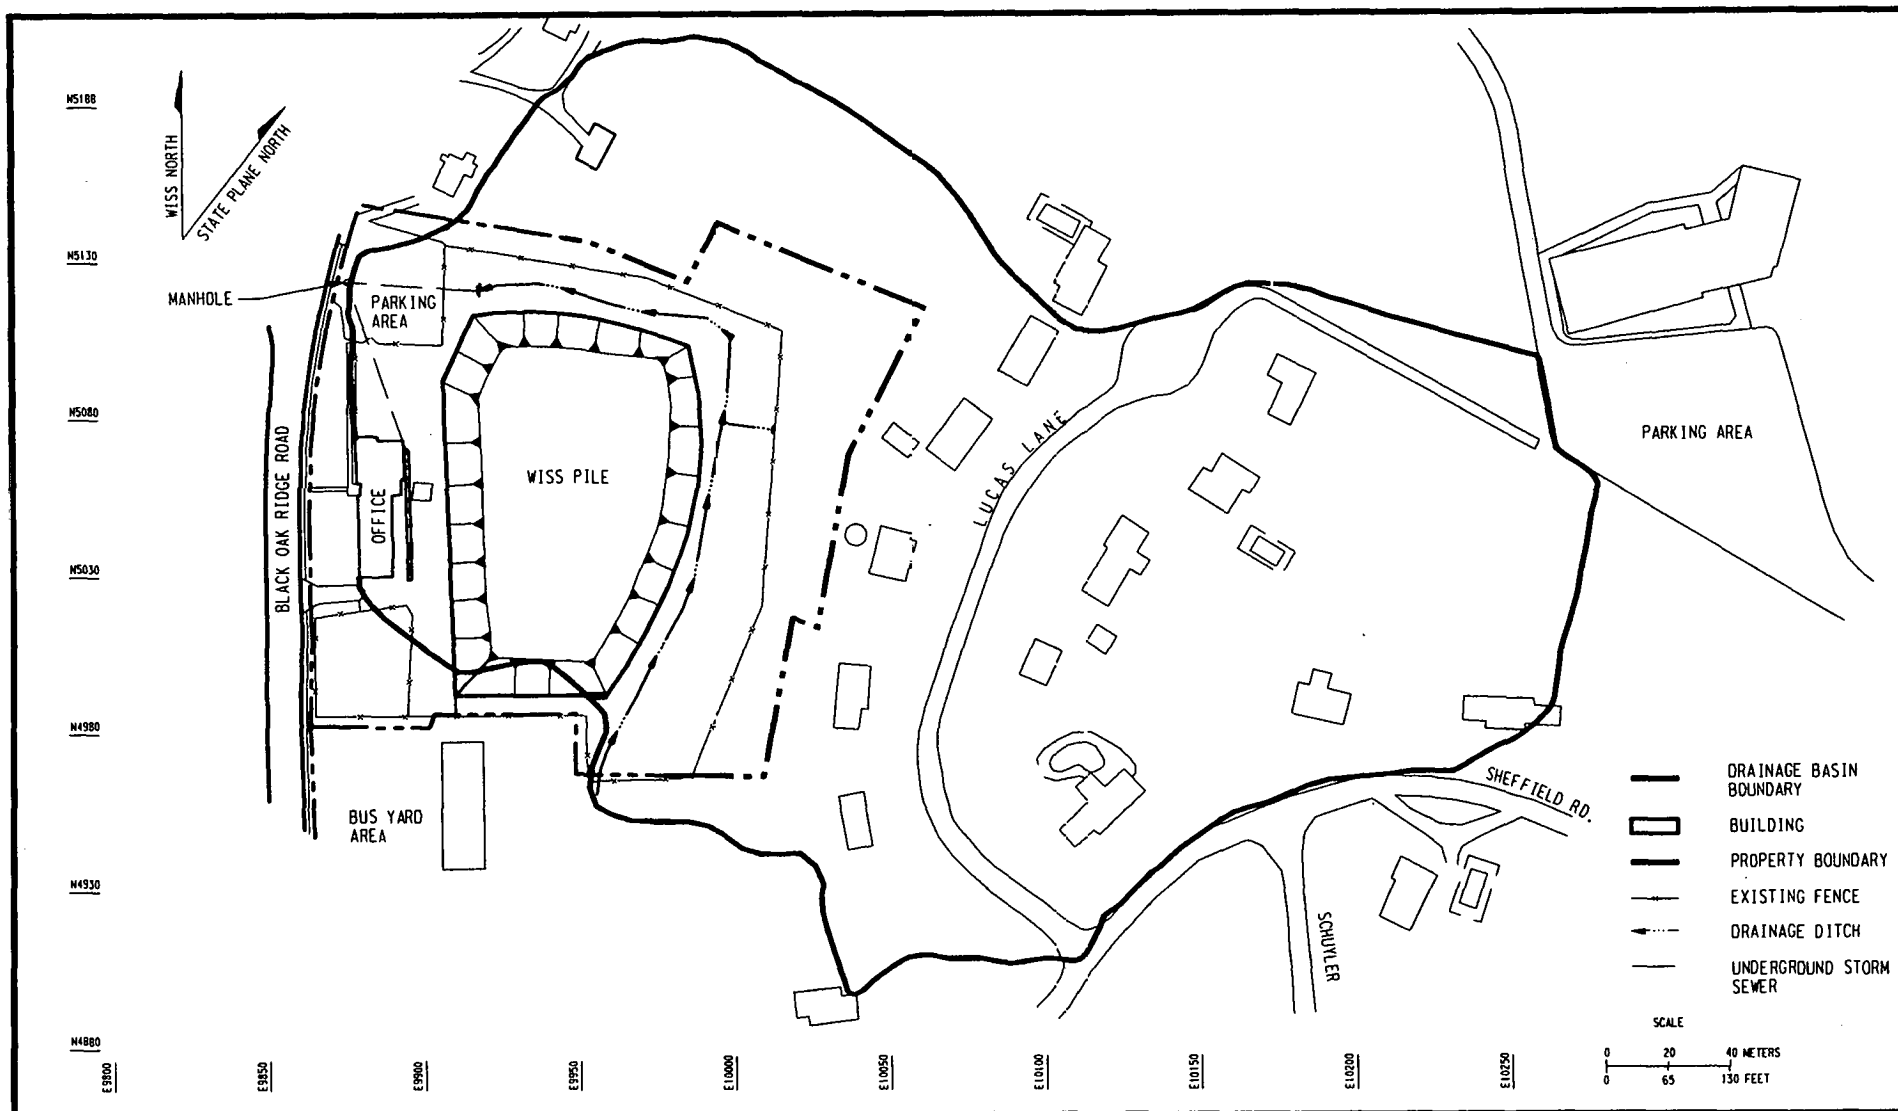 N5188
N5130
N5080
N5030
N4980
N4930
N4880
WISS NORTH
STATE PLANE NORTH
MANHOLE
PARKING
AREA
BLACK OAK RIDGE ROAD
OFFICE
WISS PILE
BUS YARD
AREA
LUCAS LANE
PARKING AREA
SHEFFIELD RD.
SCHUYLER
DRAINAGE BASIN
BOUNDARY
BUILDING
PROPERTY BOUNDARY
EXISTING FENCE
DRAINAGE DITCH
UNDERGROUND STORM
SEWER
SCALE
0 20 40 METERS
0 65 130 FEET
E9800
E9850
E9900
E9950
E10000
E10050
E10100
E10150
E10200
E10250